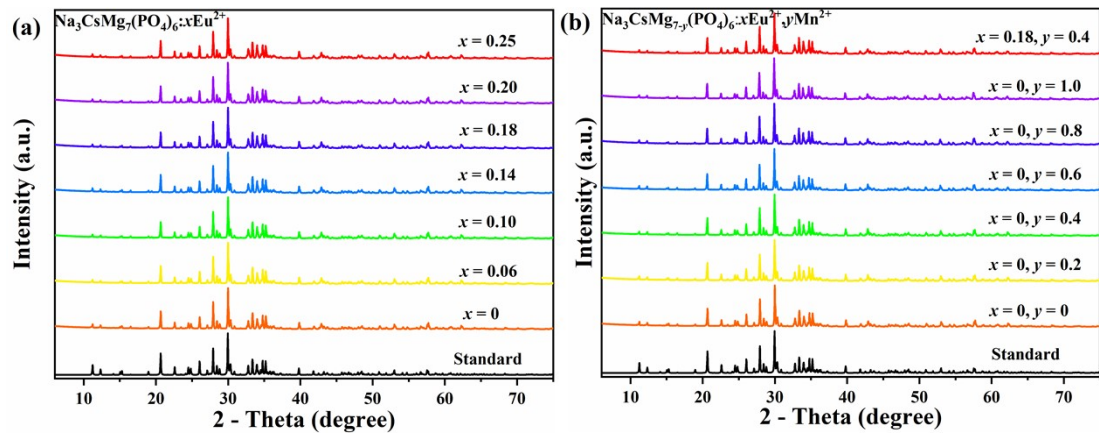 (a)
Na₃CsMg₇(PO₄)₆:xEu²⁺
x = 0.25
x = 0.20
x = 0.18
x = 0.14
x = 0.10
x = 0.06
x = 0
Standard
Intensity (a.u.)
10 20 30 40 50 60 70
2 - Theta (degree)
(b)
Na₃CsMg₇₋y(PO₄)₆:xEu²⁺,yMn²⁺
x = 0.18, y = 0.4
x = 0, y = 1.0
x = 0, y = 0.8
x = 0, y = 0.6
x = 0, y = 0.4
x = 0, y = 0.2
x = 0, y = 0
Standard
Intensity (a.u.)
10 20 30 40 50 60 70
2 - Theta (degree)